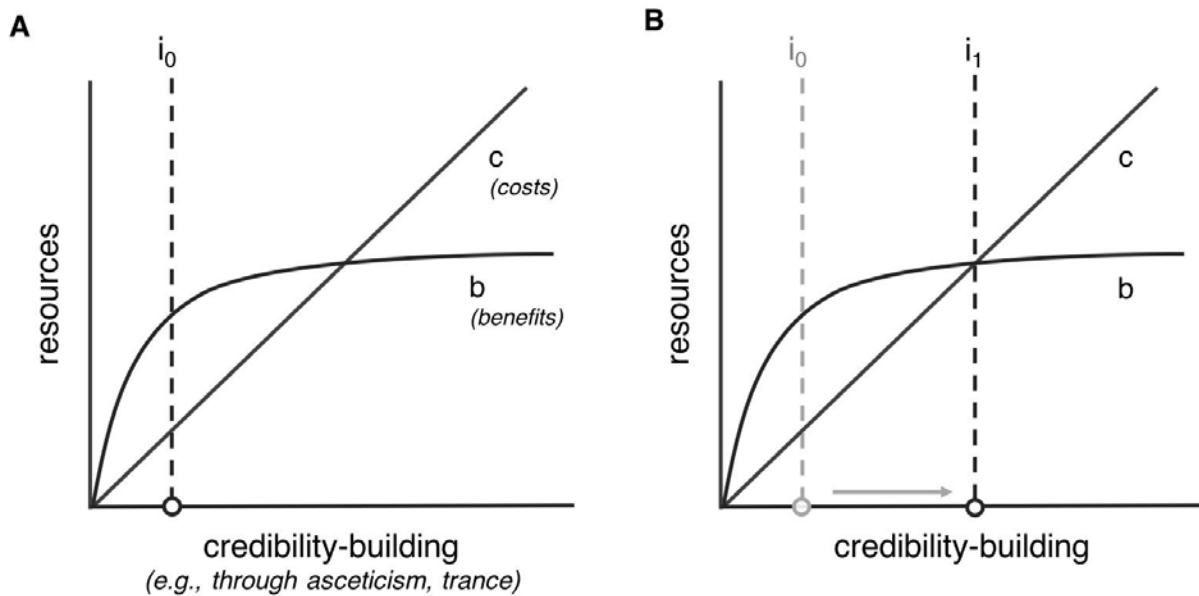 A
i0
c
(costs)
b
(benefits)
resources
credibility-building
(e.g., through asceticism, trance)
B
i0
i1
c
b
resources
credibility-building